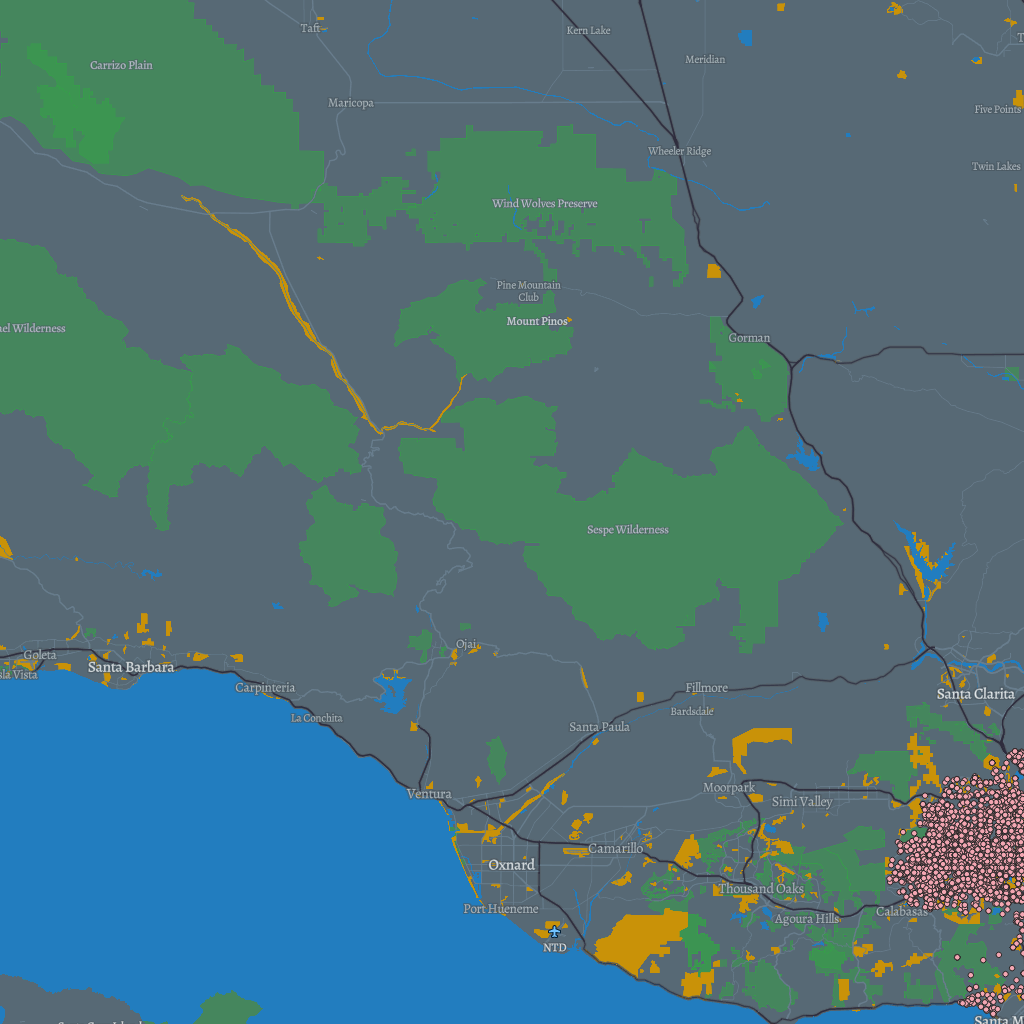 Taft
Kern Lake
Carrizo Plain
Meridian
Maricopa
Five Points
Wheeler Ridge
Twin Lakes
Wind Wolves Preserve
Pine Mountain
Club
Mount Pinos
el Wilderness
Gorman
Sespe Wilderness
Goleta
Ojai
Santa Barbara
sla Vista
Carpinteria
Fillmore
Santa Clarita
La Conchita
Bardsdale
Santa Paula
Moorpark
Ventura
Simi Valley
Camarillo
Oxnard
Thousand Oaks
Port Hueneme
Agoura Hills
Calabasas
NTD
Santa M